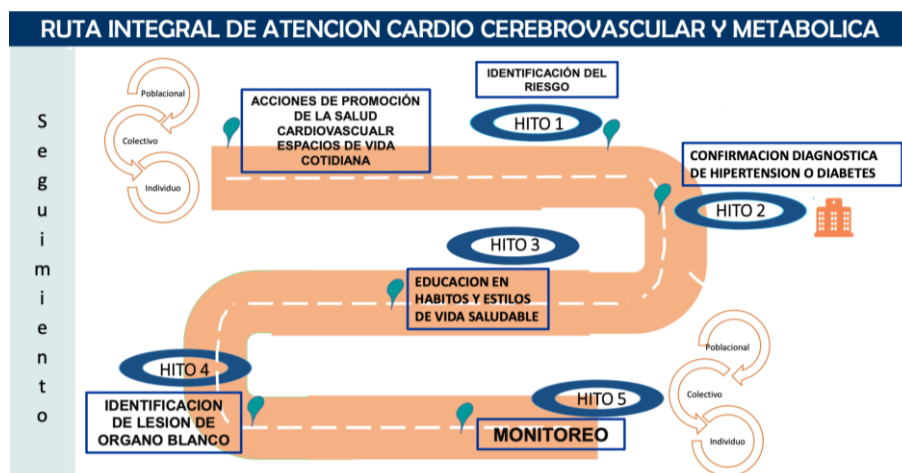 RUTA INTEGRAL DE ATENCION CARDIO CEREBROVASCULAR Y METABOLICA
Seguimiento
Poblacional
Colectivo
Individuo
ACCIONES DE PROMOCIÓN
DE LA SALUD
CARDIOVASCUALR
ESPACIOS DE VIDA
COTIDIANA
IDENTIFICACIÓN DEL
RIESGO
HITO 1
CONFIRMACION DIAGNOSTICA
DE HIPERTENSION O DIABETES
HITO 2
HITO 3
EDUCACION EN
HABITOS Y ESTILOS
DE VIDA SALUDABLE
HITO 4
IDENTIFICACION
DE LESION DE
ORGANO BLANCO
HITO 5
MONITOREO
Poblacional
Colectivo
Individuo